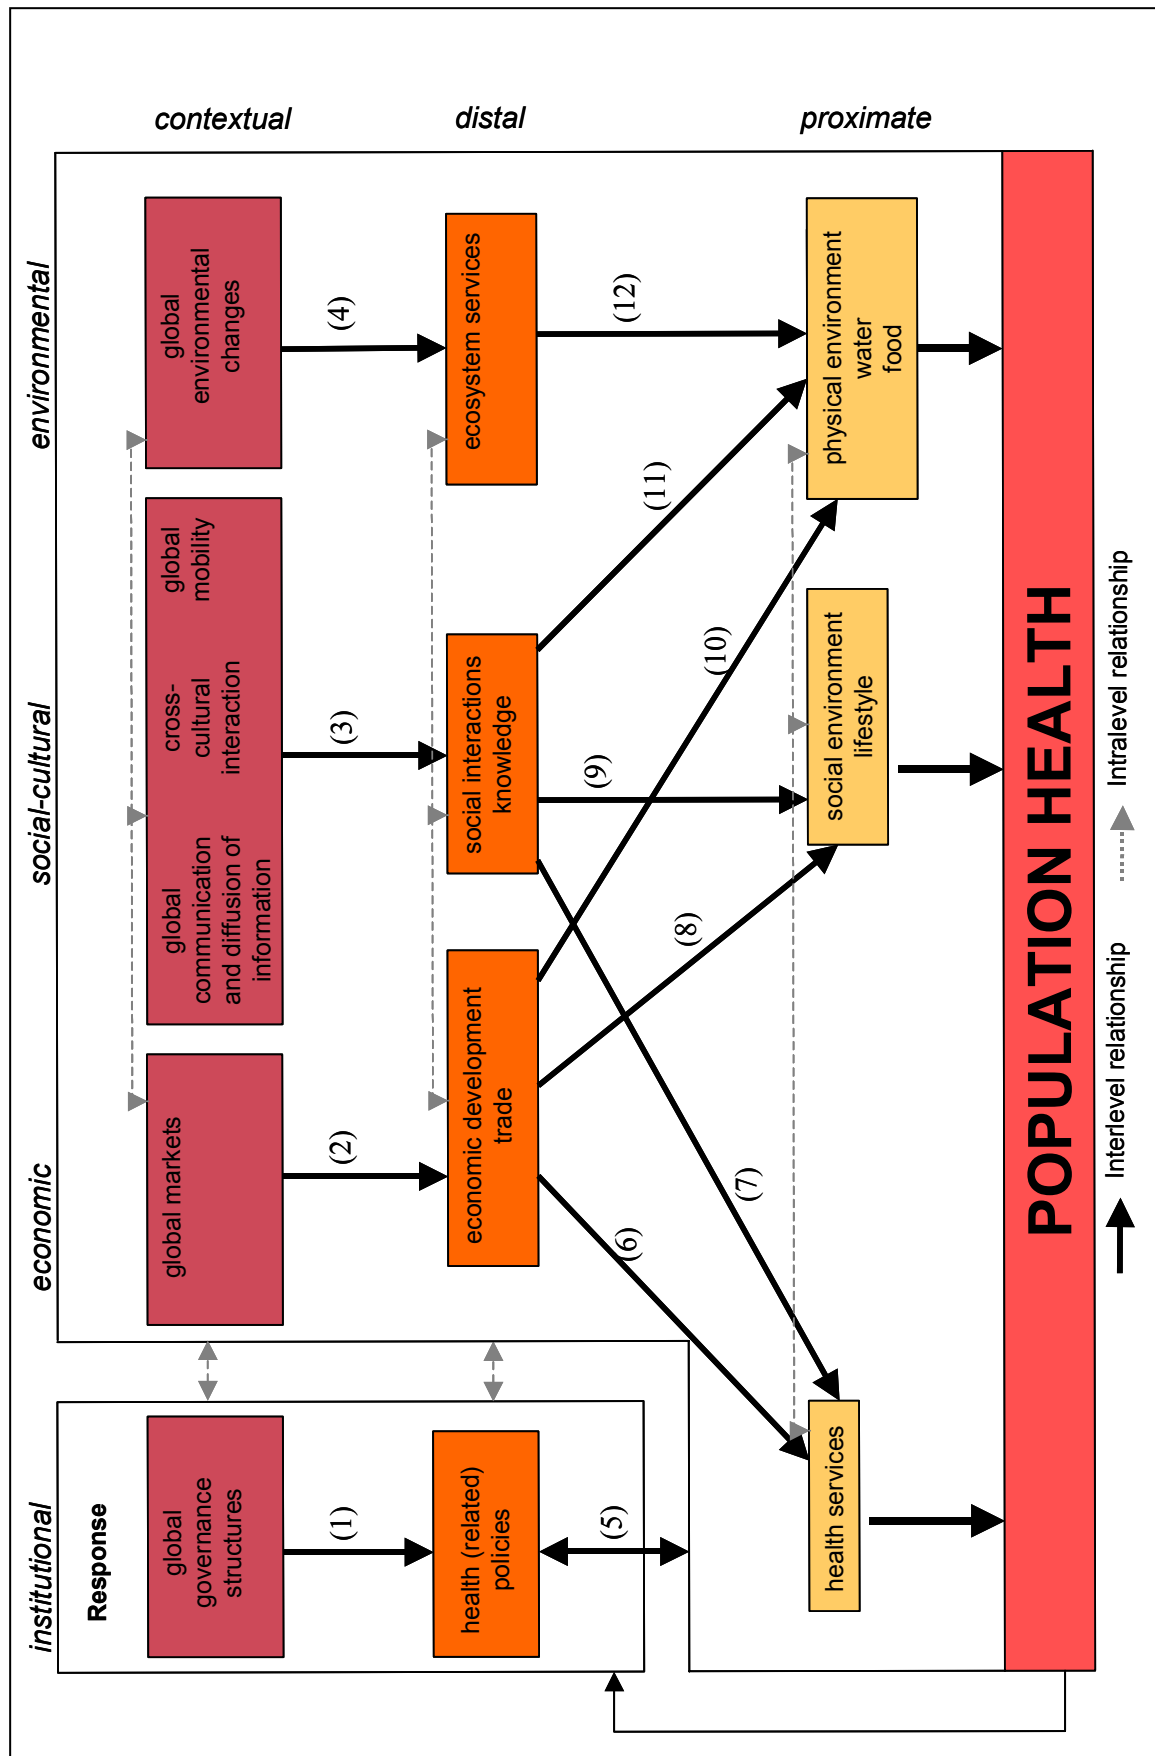 institutional
economic
social-cultural
environmental
contextual
distal
proximate
Response
global
governance
structures
global markets
global
communication
and diffusion of
information
cross-
cultural
interaction
global
mobility
global
environmental
changes
(1)
(2)
(3)
(4)
health (related)
policies
economic development
trade
social interactions
knowledge
ecosystem services
(5)
(6)
(7)
(8)
(9)
(10)
(11)
(12)
health services
social environment
lifestyle
physical environment
water
food
POPULATION HEALTH
Interlevel relationship
Intralevel relationship